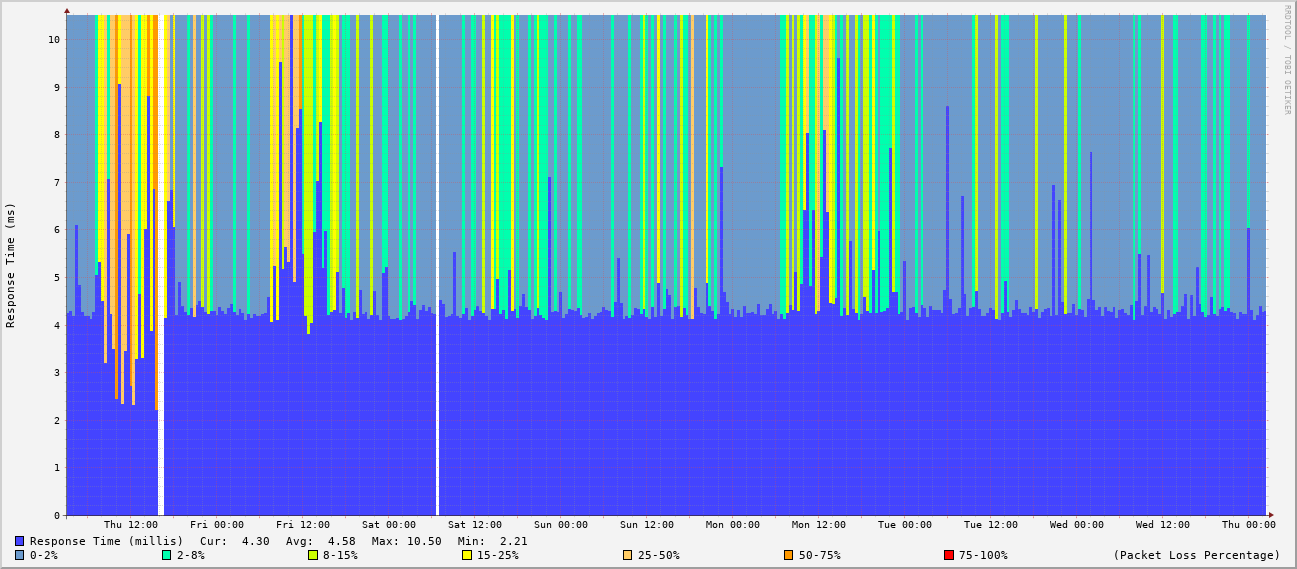 RRDTOOL / TOBI OETIKER
Response Time (ms)
10
9
8
7
6
5
4
3
2
1
0
Thu 12:00 Fri 00:00 Fri 12:00 Sat 00:00 Sat 12:00 Sun 00:00 Sun 12:00 Mon 00:00 Mon 12:00 Tue 00:00 Tue 12:00 Wed 00:00 Wed 12:00 Thu 00:00
Response Time (millis) Cur: 4.30 Avg: 4.58 Max: 10.50 Min: 2.21
0-2% 2-8% 8-15% 15-25% 25-50% 50-75% 75-100% (Packet Loss Percentage)